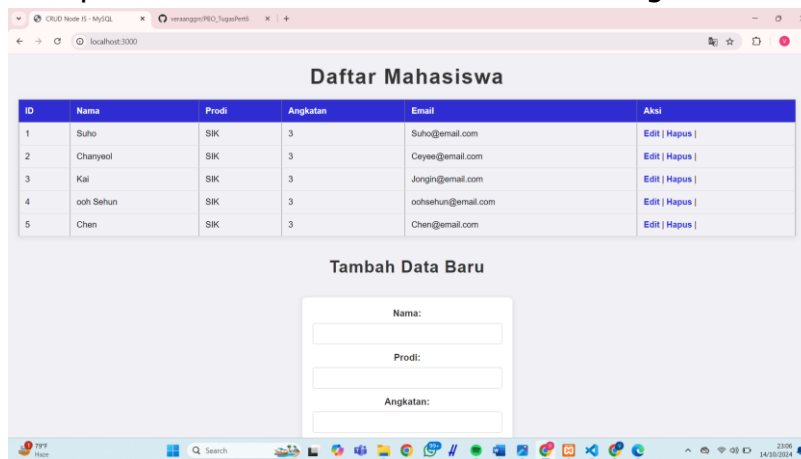 CRUD Node JS - MySQL
veraanggrn/PBO_TugasPert6
localhost:3000
Daftar Mahasiswa
ID Nama Prodi Angkatan Email Aksi
1 Suho SIK 3 Suho@email.com Edit | Hapus |
2 Chanyeol SIK 3 Ceyee@email.com Edit | Hapus |
3 Kai SIK 3 Jongin@email.com Edit | Hapus |
4 ooh Sehun SIK 3 oohsehun@email.com Edit | Hapus |
5 Chen SIK 3 Chen@email.com Edit | Hapus |
Tambah Data Baru
Nama:
Prodi:
Angkatan:
79°F
Haze
Search
99+
23:06
14/10/2024